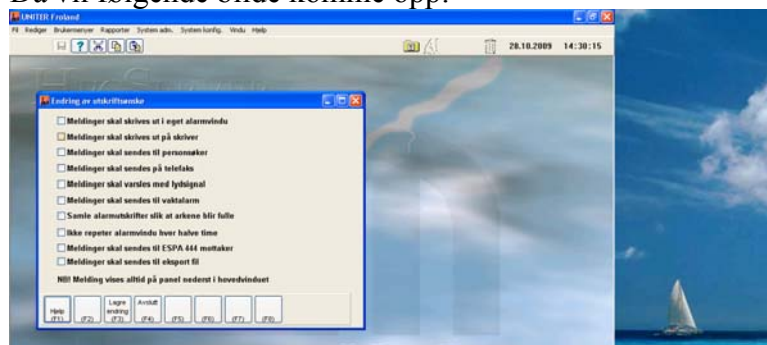 Da vil følgende bilde komme opp:
UNITER Froland
Fil Rediger Brukermenyer Rapporter System adm. System konfig. Vindu Hjelp
28.10.2009 14:30:15
Endring av utskriftsønske
Meldinger skal skrives ut i eget alarmvindu
Meldinger skal skrives ut på skriver
Meldinger skal sendes til personsøker
Meldinger skal sendes på telefaks
Meldinger skal varsles med lydsignal
Meldinger skal sendes til vaktalarm
Samle alarmutskrifter slik at arkene blir fulle
Ikke repeter alarmvindu hver halve time
Meldinger skal sendes til ESPA 444 mottaker
Meldinger skal sendes til eksport fil
NB! Melding vises alltid på panel nederst i hovedvinduet
Hjelp (F1) (F2) Lagre endring (F3) Avslutt (F4) (F5) (F6) (F7) (F8)